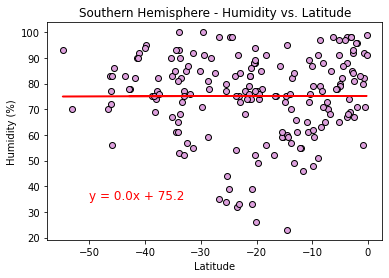 Southern Hemisphere - Humidity vs. Latitude
100
90
80
70
60
50
40
30
20
Humidity (%)
y = 0.0x + 75.2
−50 −40 −30 −20 −10 0
Latitude